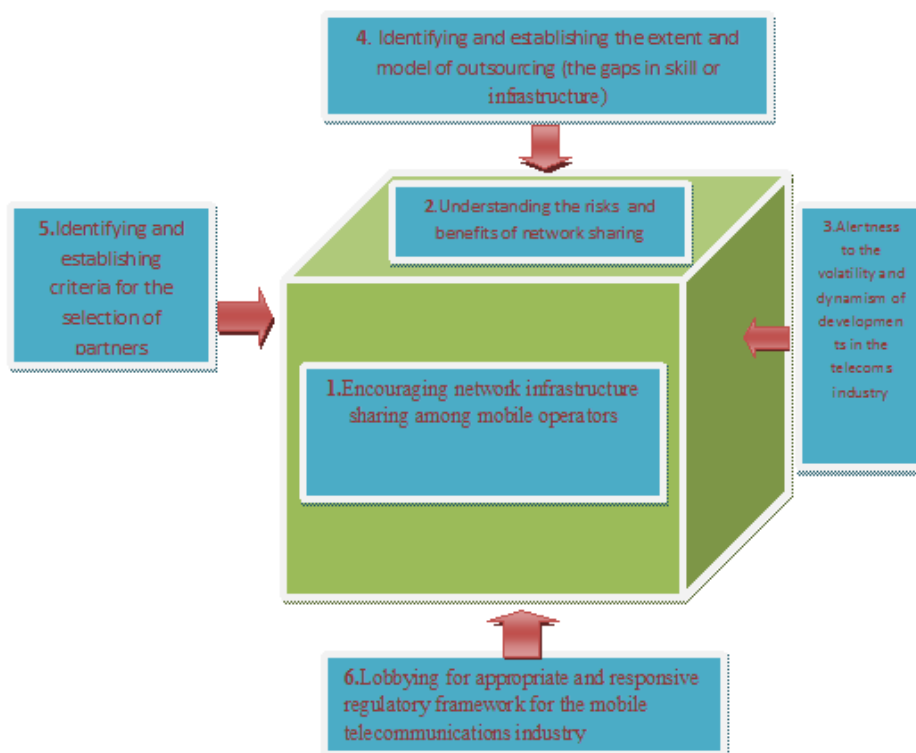 4. Identifying and establishing the extent and
model of outsourcing (the gaps in skill or
infrastructure)
2.Understanding the risks and
benefits of network sharing
5.Identifying and
establishing
criteria for the
selection of
partners
3.Alertness
to the
volatility and
dynamism of
developmen
ts in the
telecoms
industry
1.Encouraging network infrastructure
sharing among mobile operators
6.Lobbying for appropriate and responsive
regulatory framework for the mobile
telecommunications industry